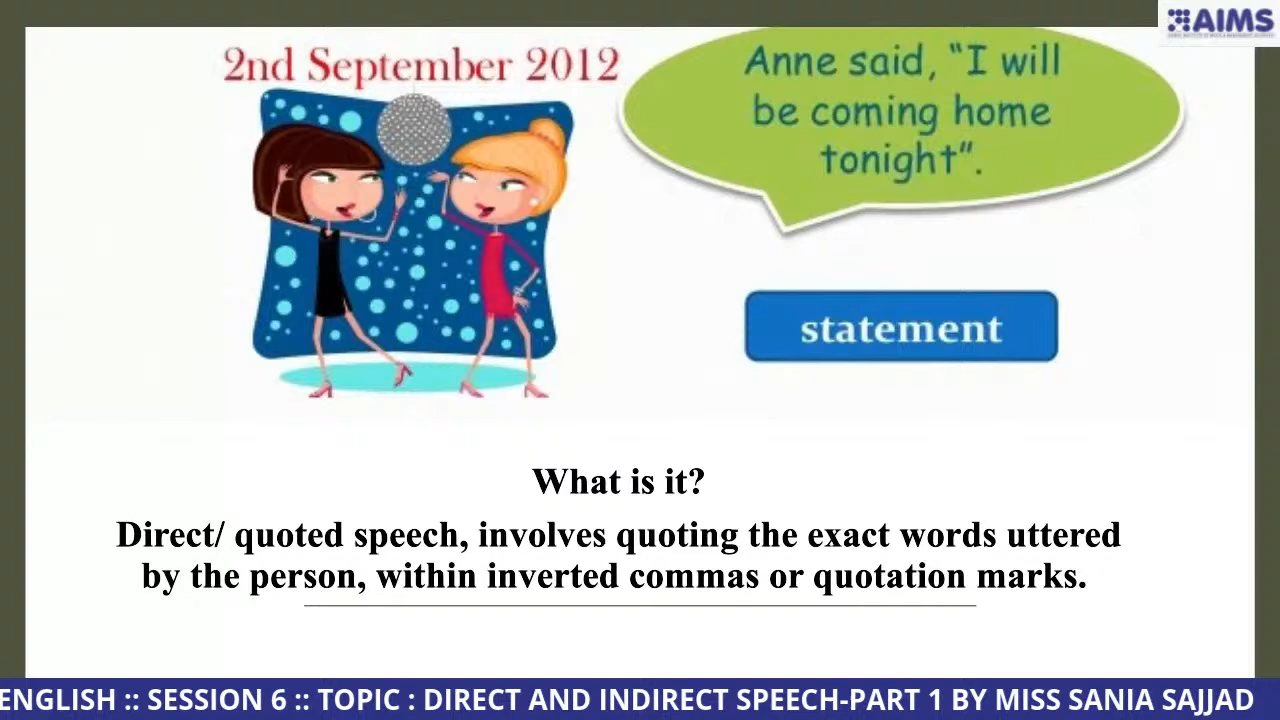 AIMS
2nd September 2012
Anne said, “I will
be coming home
tonight”.
statement
What is it?
Direct/ quoted speech, involves quoting the exact words uttered
by the person, within inverted commas or quotation marks.
ENGLISH :: SESSION 6 :: TOPIC : DIRECT AND INDIRECT SPEECH-PART 1 BY MISS SANIA SAJJAD